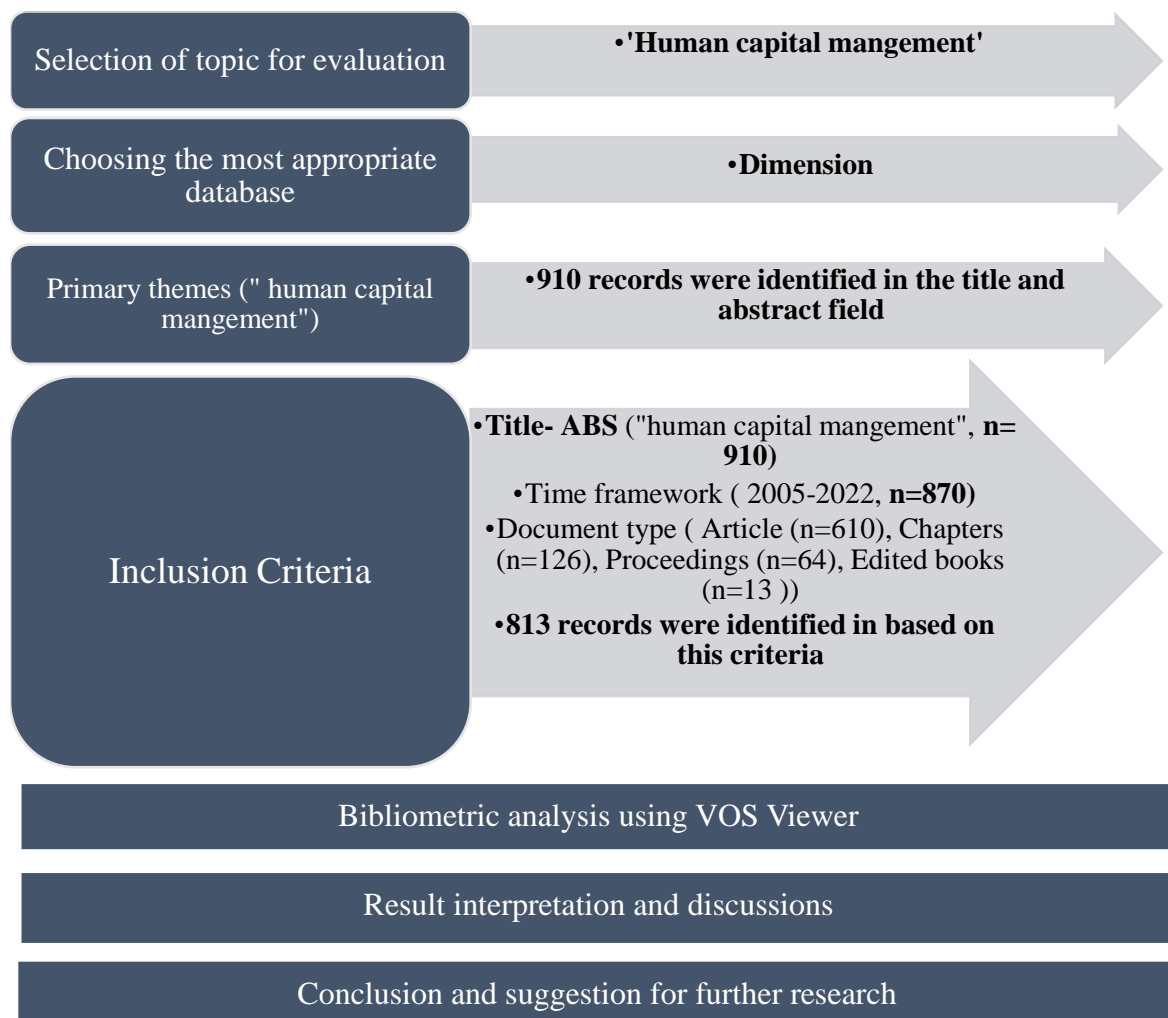 Selection of topic for evaluation
•'Human capital mangement'
Choosing the most appropriate
database
•Dimension
Primary themes (" human capital
mangement")
•910 records were identified in the title and
abstract field
Inclusion Criteria
•Title- ABS ("human capital mangement", n=
910)
•Time framework ( 2005-2022, n=870)
•Document type ( Article (n=610), Chapters
(n=126), Proceedings (n=64), Edited books
(n=13 ))
•813 records were identified in based on
this criteria
Bibliometric analysis using VOS Viewer
Result interpretation and discussions
Conclusion and suggestion for further research